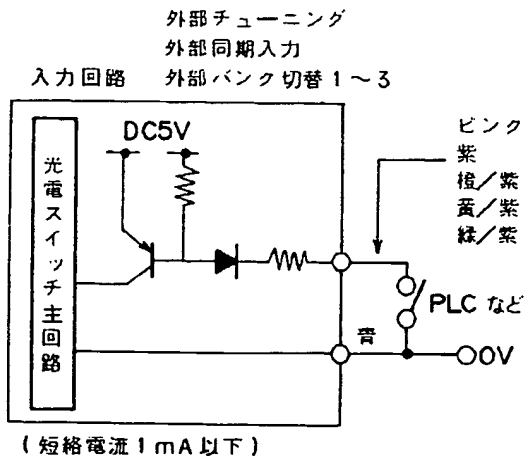 外部チューニング
外部同期入力
入力回路 外部バンク切替1~3
DC5V
光電スイッチ主回路
ピンク
紫
橙/紫
黄/紫
緑/紫
PLC など
青
0V
(短絡電流1mA以下)